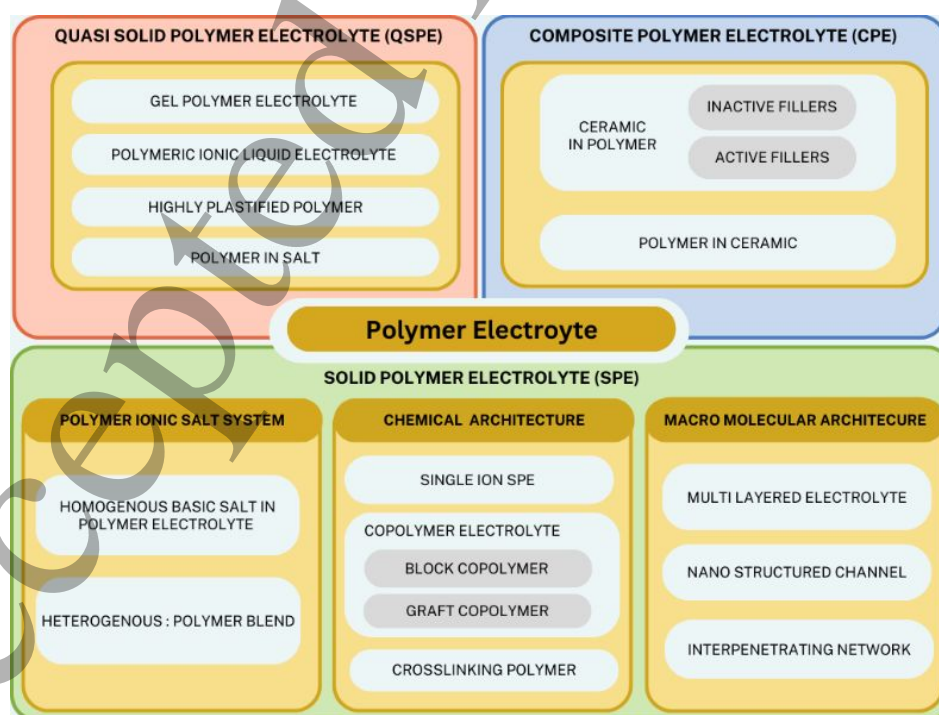 QUASI SOLID POLYMER ELECTROLYTE (QSPE)
GEL POLYMER ELECTROLYTE
POLYMERIC IONIC LIQUID ELECTROLYTE
HIGHLY PLASTIFIED POLYMER
POLYMER IN SALT
COMPOSITE POLYMER ELECTROLYTE (CPE)
CERAMIC
IN POLYMER
INACTIVE FILLERS
ACTIVE FILLERS
POLYMER IN CERAMIC
Polymer Electroyte
SOLID POLYMER ELECTROLYTE (SPE)
POLYMER IONIC SALT SYSTEM
HOMOGENOUS BASIC SALT IN
POLYMER ELECTROLYTE
HETEROGENOUS : POLYMER BLEND
CHEMICAL ARCHITECTURE
SINGLE ION SPE
COPOLYMER ELECTROLYTE
BLOCK COPOLYMER
GRAFT COPOLYMER
CROSSLINKING POLYMER
MACRO MOLECULAR ARCHITECURE
MULTI LAYERED ELECTROLYTE
NANO STRUCTURED CHANNEL
INTERPENETRATING NETWORK
cepted